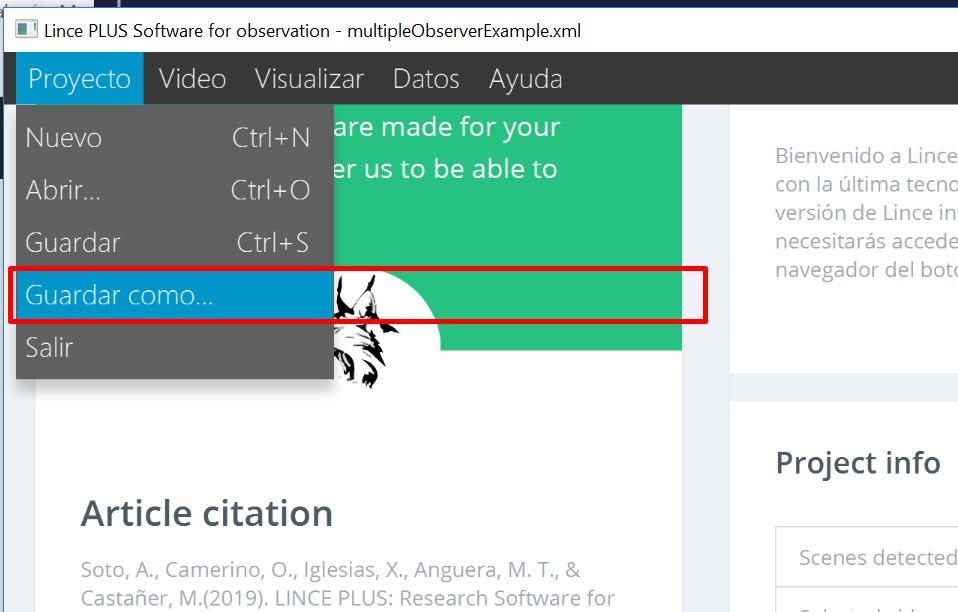 Lince PLUS Software for observation - multipleObserverExample.xml
Proyecto Video Visualizar Datos Ayuda
Nuevo Ctrl+N
Abrir... Ctrl+O
Guardar Ctrl+S
Guardar como...
Salir
are made for your
er us to be able to
Article citation
Soto, A., Camerino, O., Iglesias, X., Anguera, M. T., &
Castañer, M.(2019). LINCE PLUS: Research Software for
Bienvenido a Lince
con la última tecno
versión de Lince in
necesitarás accede
navegador del boto
Project info
Scenes detected